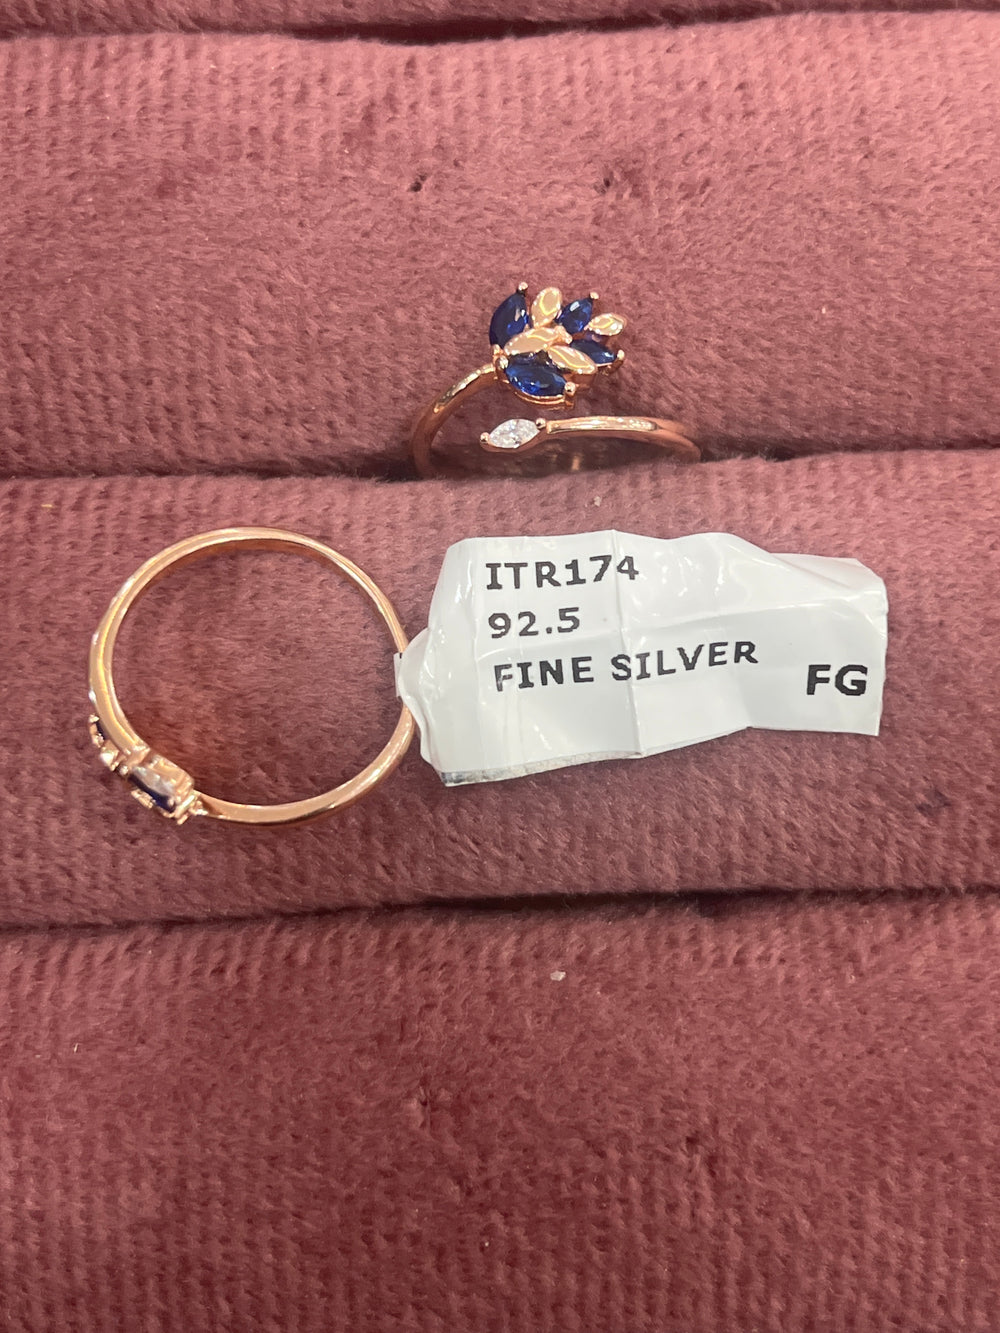 ITR174
92.5
FINE SILVER
FG